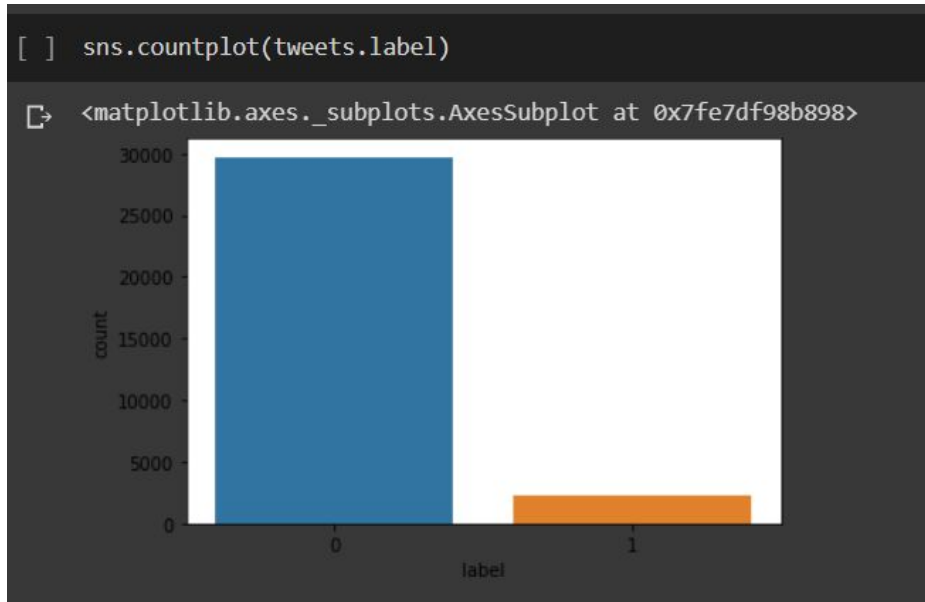 [ ] sns.countplot(tweets.label)
<matplotlib.axes._subplots.AxesSubplot at 0x7fe7df98b898>
30000
25000
20000
15000
10000
5000
0
count
0 1
label